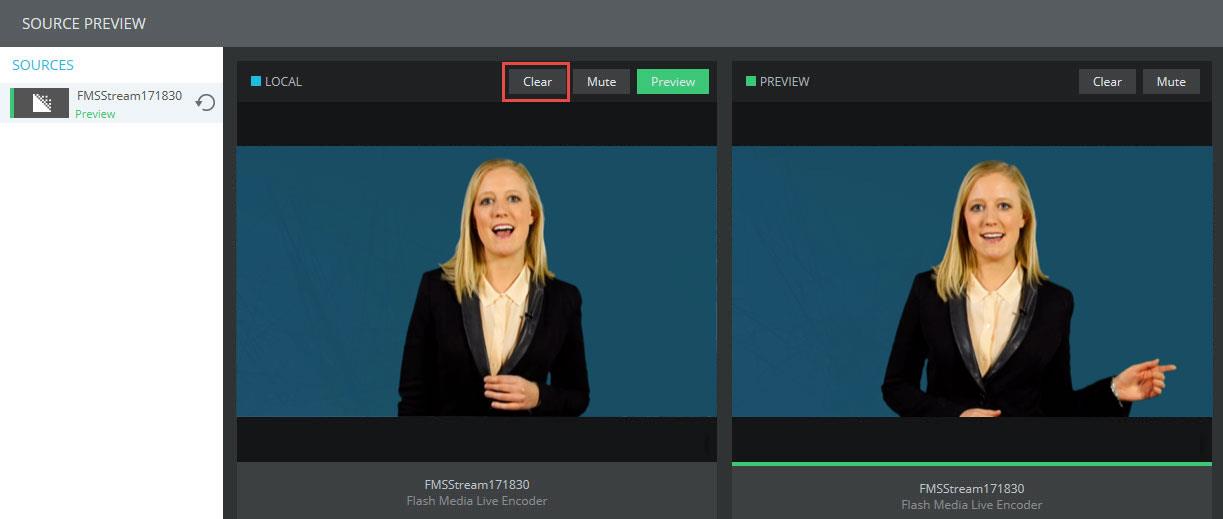 SOURCE PREVIEW
SOURCES
FMSStream171830
Preview
LOCAL
Clear
Mute
Preview
PREVIEW
Clear
Mute
FMSStream171830
Flash Media Live Encoder
FMSStream171830
Flash Media Live Encoder